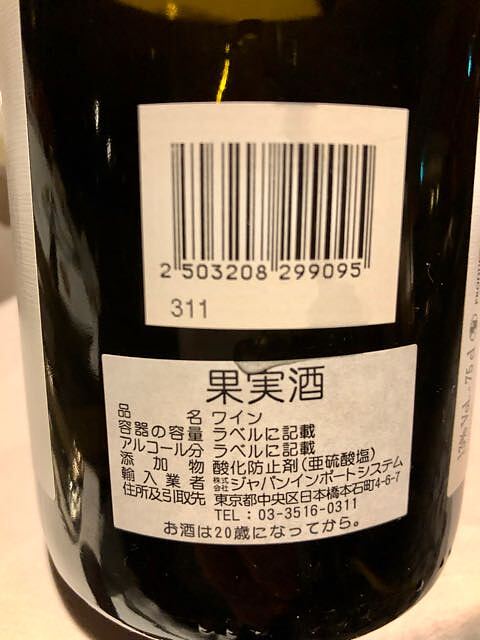 2 503208 299095
311
果実酒
品名 ワイン
容器の容量 ラベルに記載
アルコール分 ラベルに記載
添加物 酸化防止剤(亜硫酸塩)
輸入業者 株式会社ジャパンインポートシステム
住所及引取先 東京都中央区日本橋本石町4-6-7
TEL: 03-3516-0311
お酒は20歳になってから。
Vol. - 75 cl